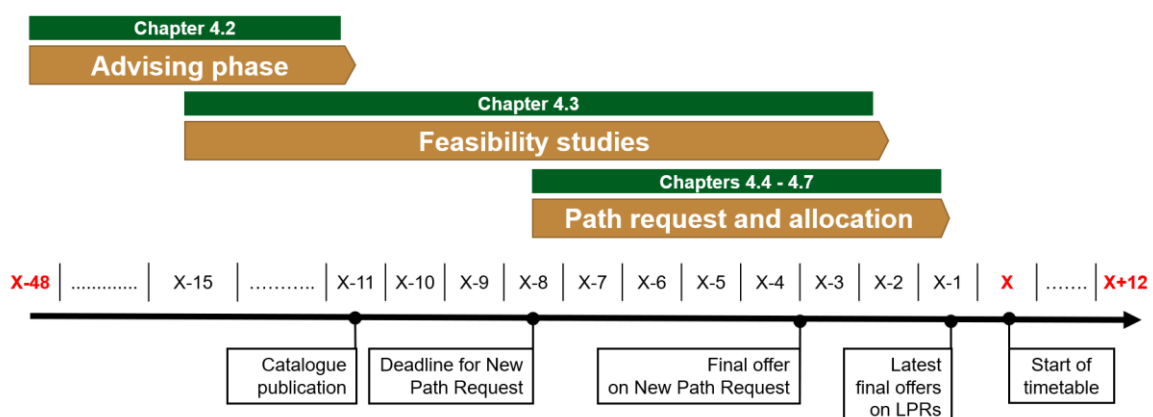 Chapter 4.2
Advising phase
Chapter 4.3
Feasibility studies
Chapters 4.4 - 4.7
Path request and allocation
X-48 ............. X-15 ........... X-11 X-10 X-9 X-8 X-7 X-6 X-5 X-4 X-3 X-2 X-1 X ....... X+12
Catalogue
publication
Deadline for New
Path Request
Final offer
on New Path Request
Latest
final offers
on LPRs
Start of
timetable